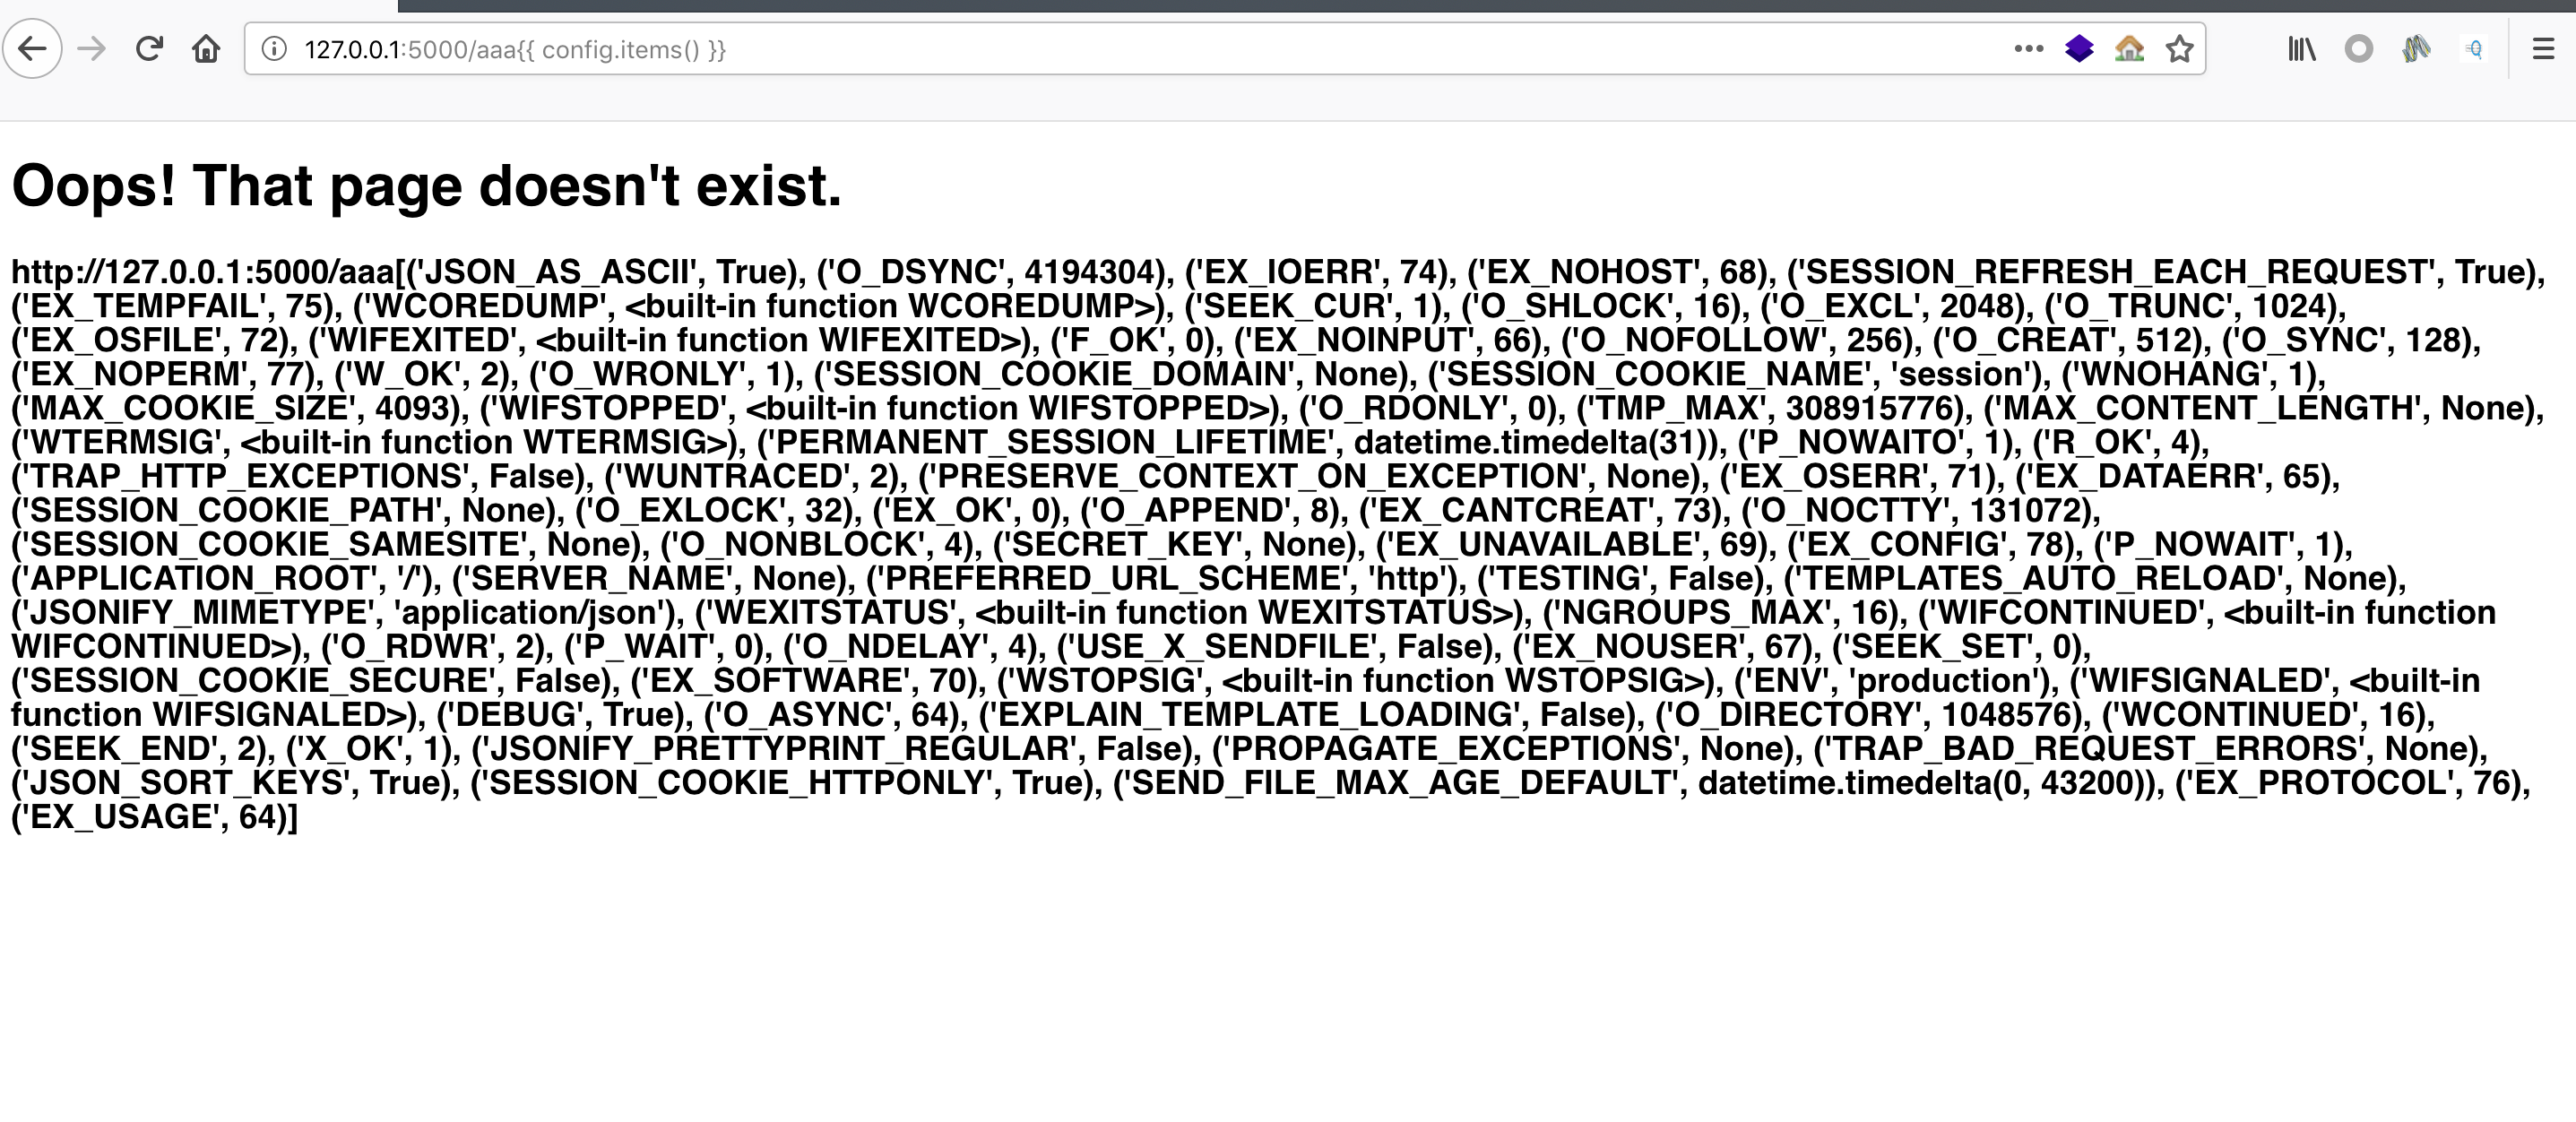 127.0.0.1:5000/aaa{{ config.items() }}
Oops! That page doesn't exist.
http://127.0.0.1:5000/aaa[('JSON_AS_ASCII', True), ('O_DSYNC', 4194304), ('EX_IOERR', 74), ('EX_NOHOST', 68), ('SESSION_REFRESH_EACH_REQUEST', True),
('EX_TEMPFAIL', 75), ('WCOREDUMP', <built-in function WCOREDUMP>), ('SEEK_CUR', 1), ('O_SHLOCK', 16), ('O_EXCL', 2048), ('O_TRUNC', 1024),
('EX_OSFILE', 72), ('WIFEXITED', <built-in function WIFEXITED>), ('F_OK', 0), ('EX_NOINPUT', 66), ('O_NOFOLLOW', 256), ('O_CREAT', 512), ('O_SYNC', 128),
('EX_NOPERM', 77), ('W_OK', 2), ('O_WRONLY', 1), ('SESSION_COOKIE_DOMAIN', None), ('SESSION_COOKIE_NAME', 'session'), ('WNOHANG', 1),
('MAX_COOKIE_SIZE', 4093), ('WIFSTOPPED', <built-in function WIFSTOPPED>), ('O_RDONLY', 0), ('TMP_MAX', 308915776), ('MAX_CONTENT_LENGTH', None),
('WTERMSIG', <built-in function WTERMSIG>), ('PERMANENT_SESSION_LIFETIME', datetime.timedelta(31)), ('P_NOWAITO', 1), ('R_OK', 4),
('TRAP_HTTP_EXCEPTIONS', False), ('WUNTRACED', 2), ('PRESERVE_CONTEXT_ON_EXCEPTION', None), ('EX_OSERR', 71), ('EX_DATAERR', 65),
('SESSION_COOKIE_PATH', None), ('O_EXLOCK', 32), ('EX_OK', 0), ('O_APPEND', 8), ('EX_CANTCREAT', 73), ('O_NOCTTY', 131072),
('SESSION_COOKIE_SAMESITE', None), ('O_NONBLOCK', 4), ('SECRET_KEY', None), ('EX_UNAVAILABLE', 69), ('EX_CONFIG', 78), ('P_NOWAIT', 1),
('APPLICATION_ROOT', '/'), ('SERVER_NAME', None), ('PREFERRED_URL_SCHEME', 'http'), ('TESTING', False), ('TEMPLATES_AUTO_RELOAD', None),
('JSONIFY_MIMETYPE', 'application/json'), ('WEXITSTATUS', <built-in function WEXITSTATUS>), ('NGROUPS_MAX', 16), ('WIFCONTINUED', <built-in function
WIFCONTINUED>), ('O_RDWR', 2), ('P_WAIT', 0), ('O_NDELAY', 4), ('USE_X_SENDFILE', False), ('EX_NOUSER', 67), ('SEEK_SET', 0),
('SESSION_COOKIE_SECURE', False), ('EX_SOFTWARE', 70), ('WSTOPSIG', <built-in function WSTOPSIG>), ('ENV', 'production'), ('WIFSIGNALED', <built-in
function WIFSIGNALED>), ('DEBUG', True), ('O_ASYNC', 64), ('EXPLAIN_TEMPLATE_LOADING', False), ('O_DIRECTORY', 1048576), ('WCONTINUED', 16),
('SEEK_END', 2), ('X_OK', 1), ('JSONIFY_PRETTYPRINT_REGULAR', False), ('PROPAGATE_EXCEPTIONS', None), ('TRAP_BAD_REQUEST_ERRORS', None),
('JSON_SORT_KEYS', True), ('SESSION_COOKIE_HTTPONLY', True), ('SEND_FILE_MAX_AGE_DEFAULT', datetime.timedelta(0, 43200)), ('EX_PROTOCOL', 76),
('EX_USAGE', 64)]